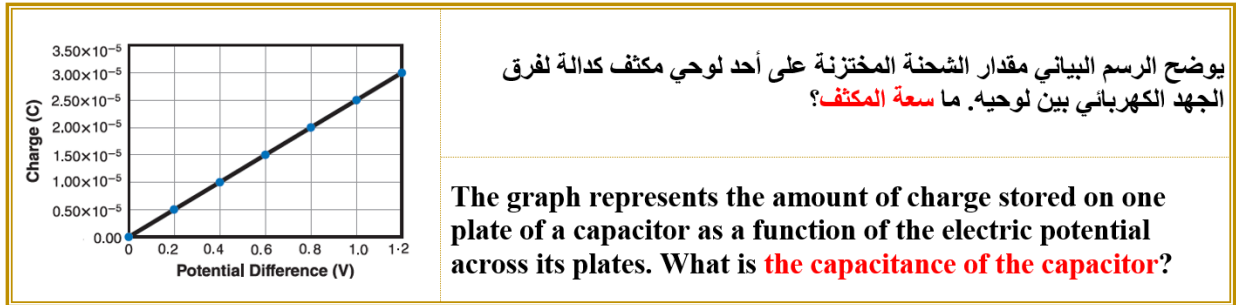 3.50×10⁻⁵
3.00×10⁻⁵
2.50×10⁻⁵
2.00×10⁻⁵
1.50×10⁻⁵
1.00×10⁻⁵
0.50×10⁻⁵
0.00
Charge (C)
0 0.2 0.4 0.6 0.8 1.0 1·2
Potential Difference (V)
يوضح الرسم البياني مقدار الشحنة المختزنة على أحد لوحي مكثف كدالة لفرق
الجهد الكهربائي بين لوحيه. ما سعة المكثف؟
The graph represents the amount of charge stored on one
plate of a capacitor as a function of the electric potential
across its plates. What is the capacitance of the capacitor?